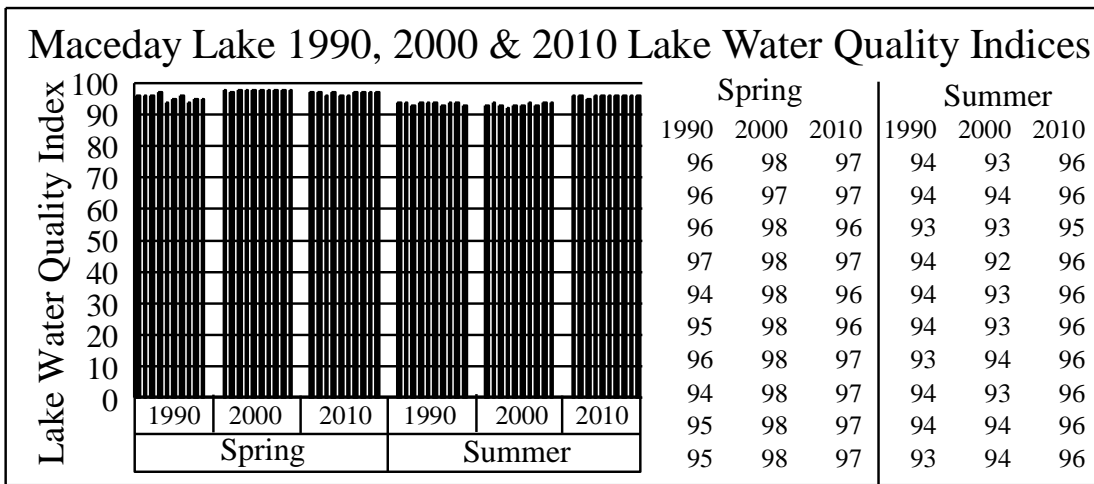 Maceday Lake 1990, 2000 & 2010 Lake Water Quality Indices
Lake Water Quality Index
100
90
80
70
60
50
40
30
20
10
0
1990 2000 2010 1990 2000 2010
Spring Summer
Spring Summer
1990 2000 2010 1990 2000 2010
96 98 97 94 93 96
96 97 97 94 94 96
96 98 96 93 93 95
97 98 97 94 92 96
94 98 96 94 93 96
95 98 96 94 93 96
96 98 97 93 94 96
94 98 97 94 93 96
95 98 97 94 94 96
95 98 97 93 94 96